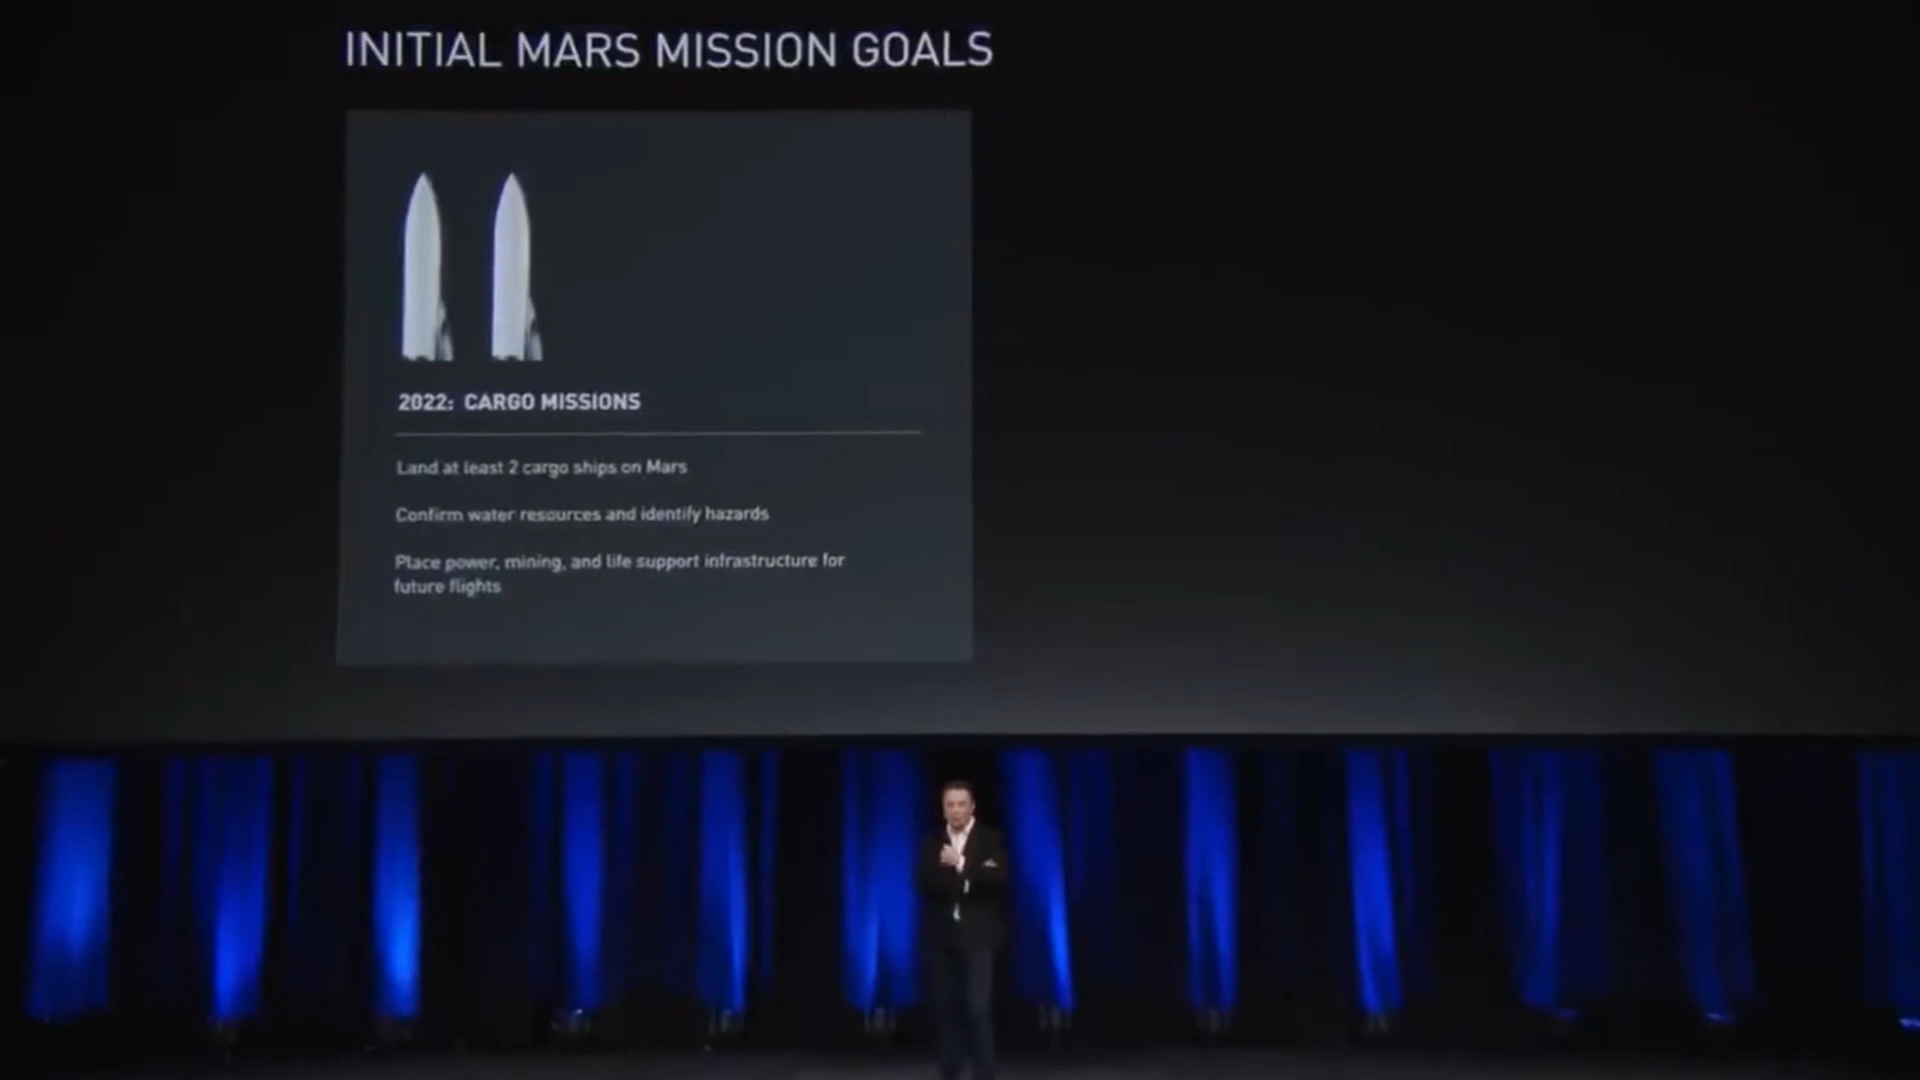 INITIAL MARS MISSION GOALS
2022: CARGO MISSIONS
Land at least 2 cargo ships on Mars
Confirm water resources and identify hazards
Place power, mining, and life support infrastructure for
future flights